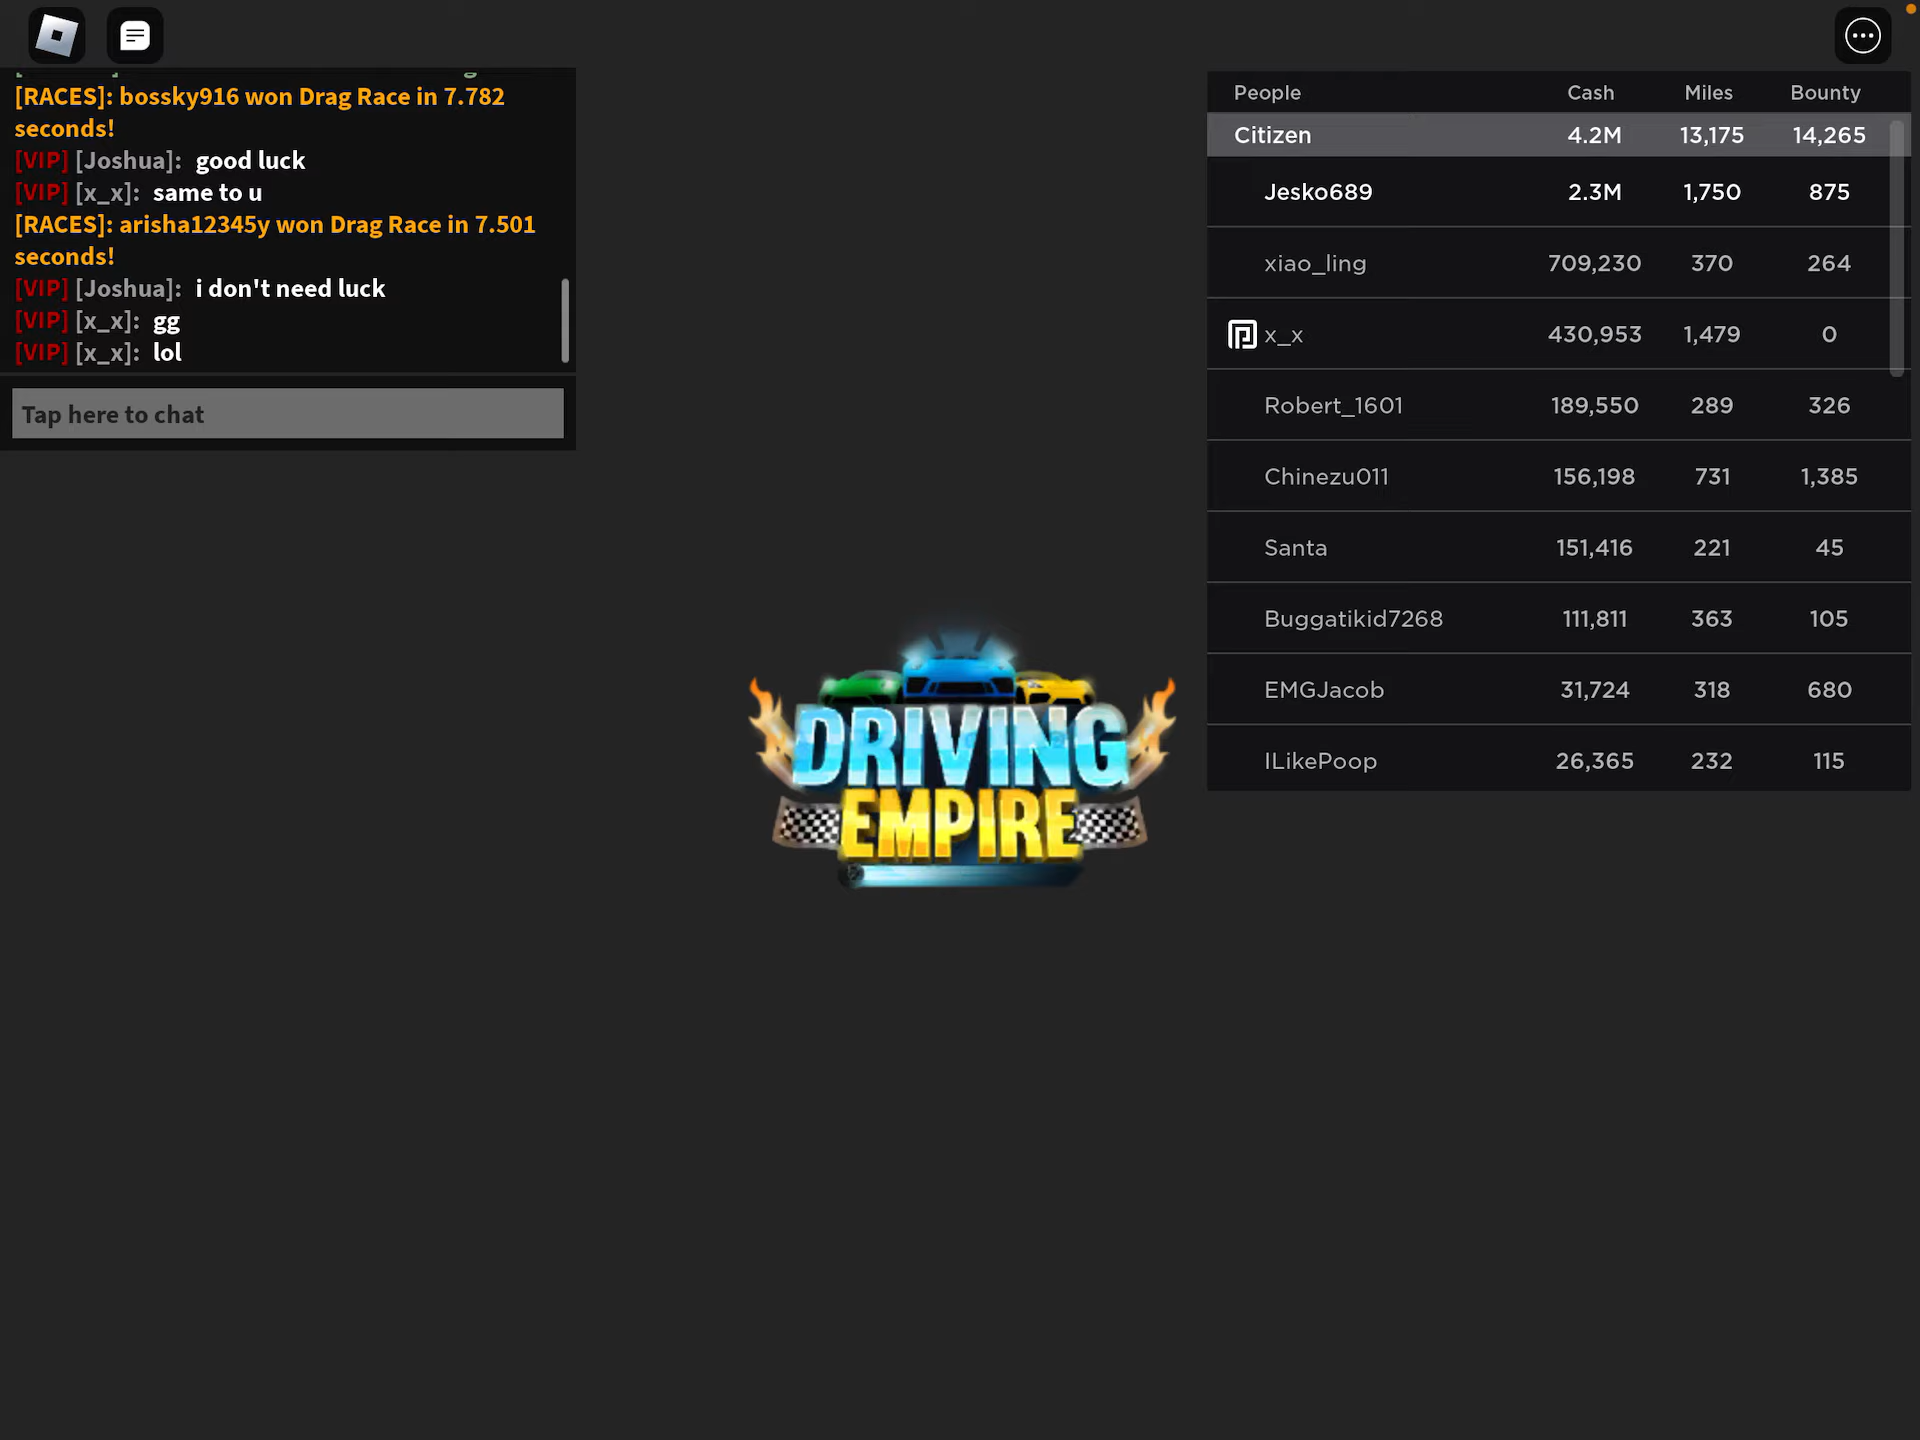 [RACES]: bossky916 won Drag Race in 7.782
seconds!
[VIP] [Joshua]: good luck
[VIP] [x_x]: same to u
[RACES]: arisha12345y won Drag Race in 7.501
seconds!
[VIP] [Joshua]: i don't need luck
[VIP] [x_x]: gg
[VIP] [x_x]: lol
Tap here to chat
People Cash Miles Bounty
Citizen 4.2M 13,175 14,265
Jesko689 2.3M 1,750 875
xiao_ling 709,230 370 264
x_x 430,953 1,479 0
Robert_1601 189,550 289 326
Chinezu011 156,198 731 1,385
Santa 151,416 221 45
Buggatikid7268 111,811 363 105
EMGJacob 31,724 318 680
ILikePoop 26,365 232 115
DRIVING
EMPIRE